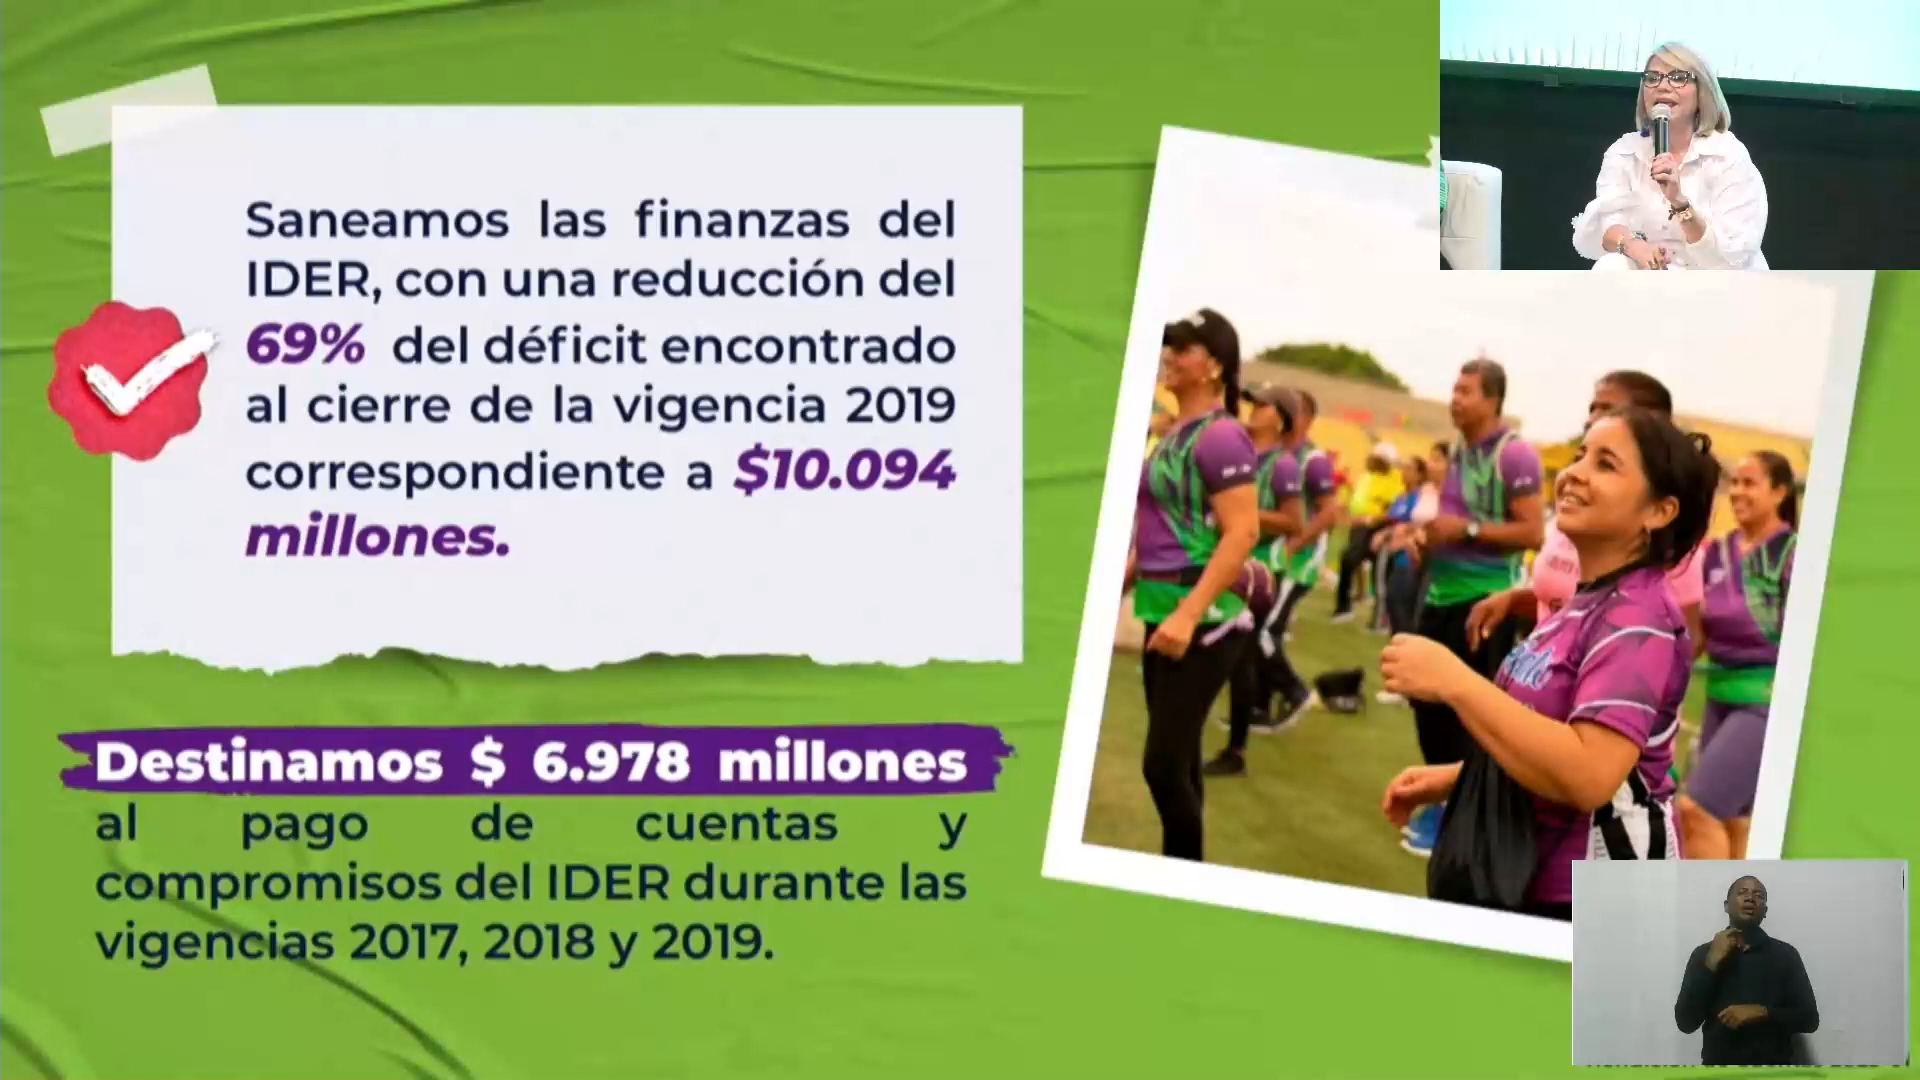 Saneamos las finanzas del
IDER, con una reducción del
69% del déficit encontrado
al cierre de la vigencia 2019
correspondiente a $10.094
millones.
Destinamos $ 6.978 millones
al pago de cuentas y
compromisos del IDER durante las
vigencias 2017, 2018 y 2019.